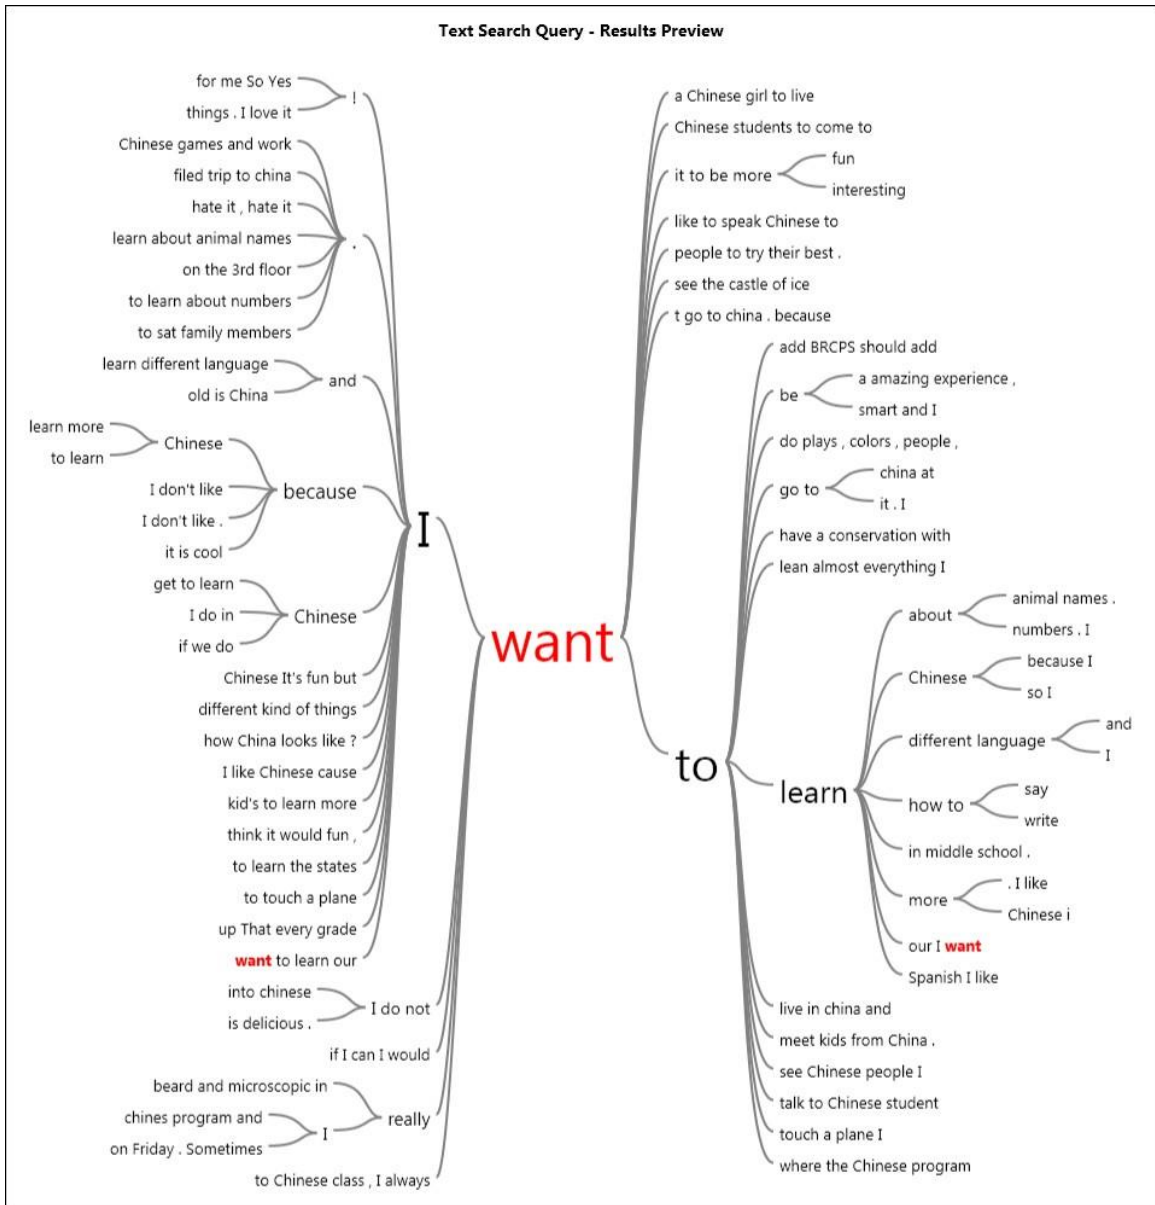 Text Search Query - Results Preview
for me So Yes
things . I love it
!
Chinese games and work
filed trip to china
hate it , hate it
learn about animal names
on the 3rd floor
to learn about numbers
to sat family members
.
learn different language
old is China
and
learn more
to learn
Chinese
I don't like
I don't like .
it is cool
because
get to learn
I do in
if we do
Chinese
Chinese It's fun but
different kind of things
how China looks like ?
I like Chinese cause
kid's to learn more
think it would fun ,
to learn the states
to touch a plane
up That every grade
want to learn our
I
into chinese
is delicious .
I do not
if I can I would
beard and microscopic in
chines program and
on Friday . Sometimes
I
really
to Chinese class , I always
want
a Chinese girl to live
Chinese students to come to
it to be more
fun
interesting
like to speak Chinese to
people to try their best .
see the castle of ice
t go to china . because
to
add BRCPS should add
be
a amazing experience ,
smart and I
do plays , colors , people ,
go to
china at
it . I
have a conservation with
lean almost everything I
learn
about
animal names .
numbers . I
Chinese
because I
so I
different language
and
I
how to
say
write
in middle school .
more
. I like
Chinese i
our I want
Spanish I like
live in china and
meet kids from China .
see Chinese people I
talk to Chinese student
touch a plane I
where the Chinese program